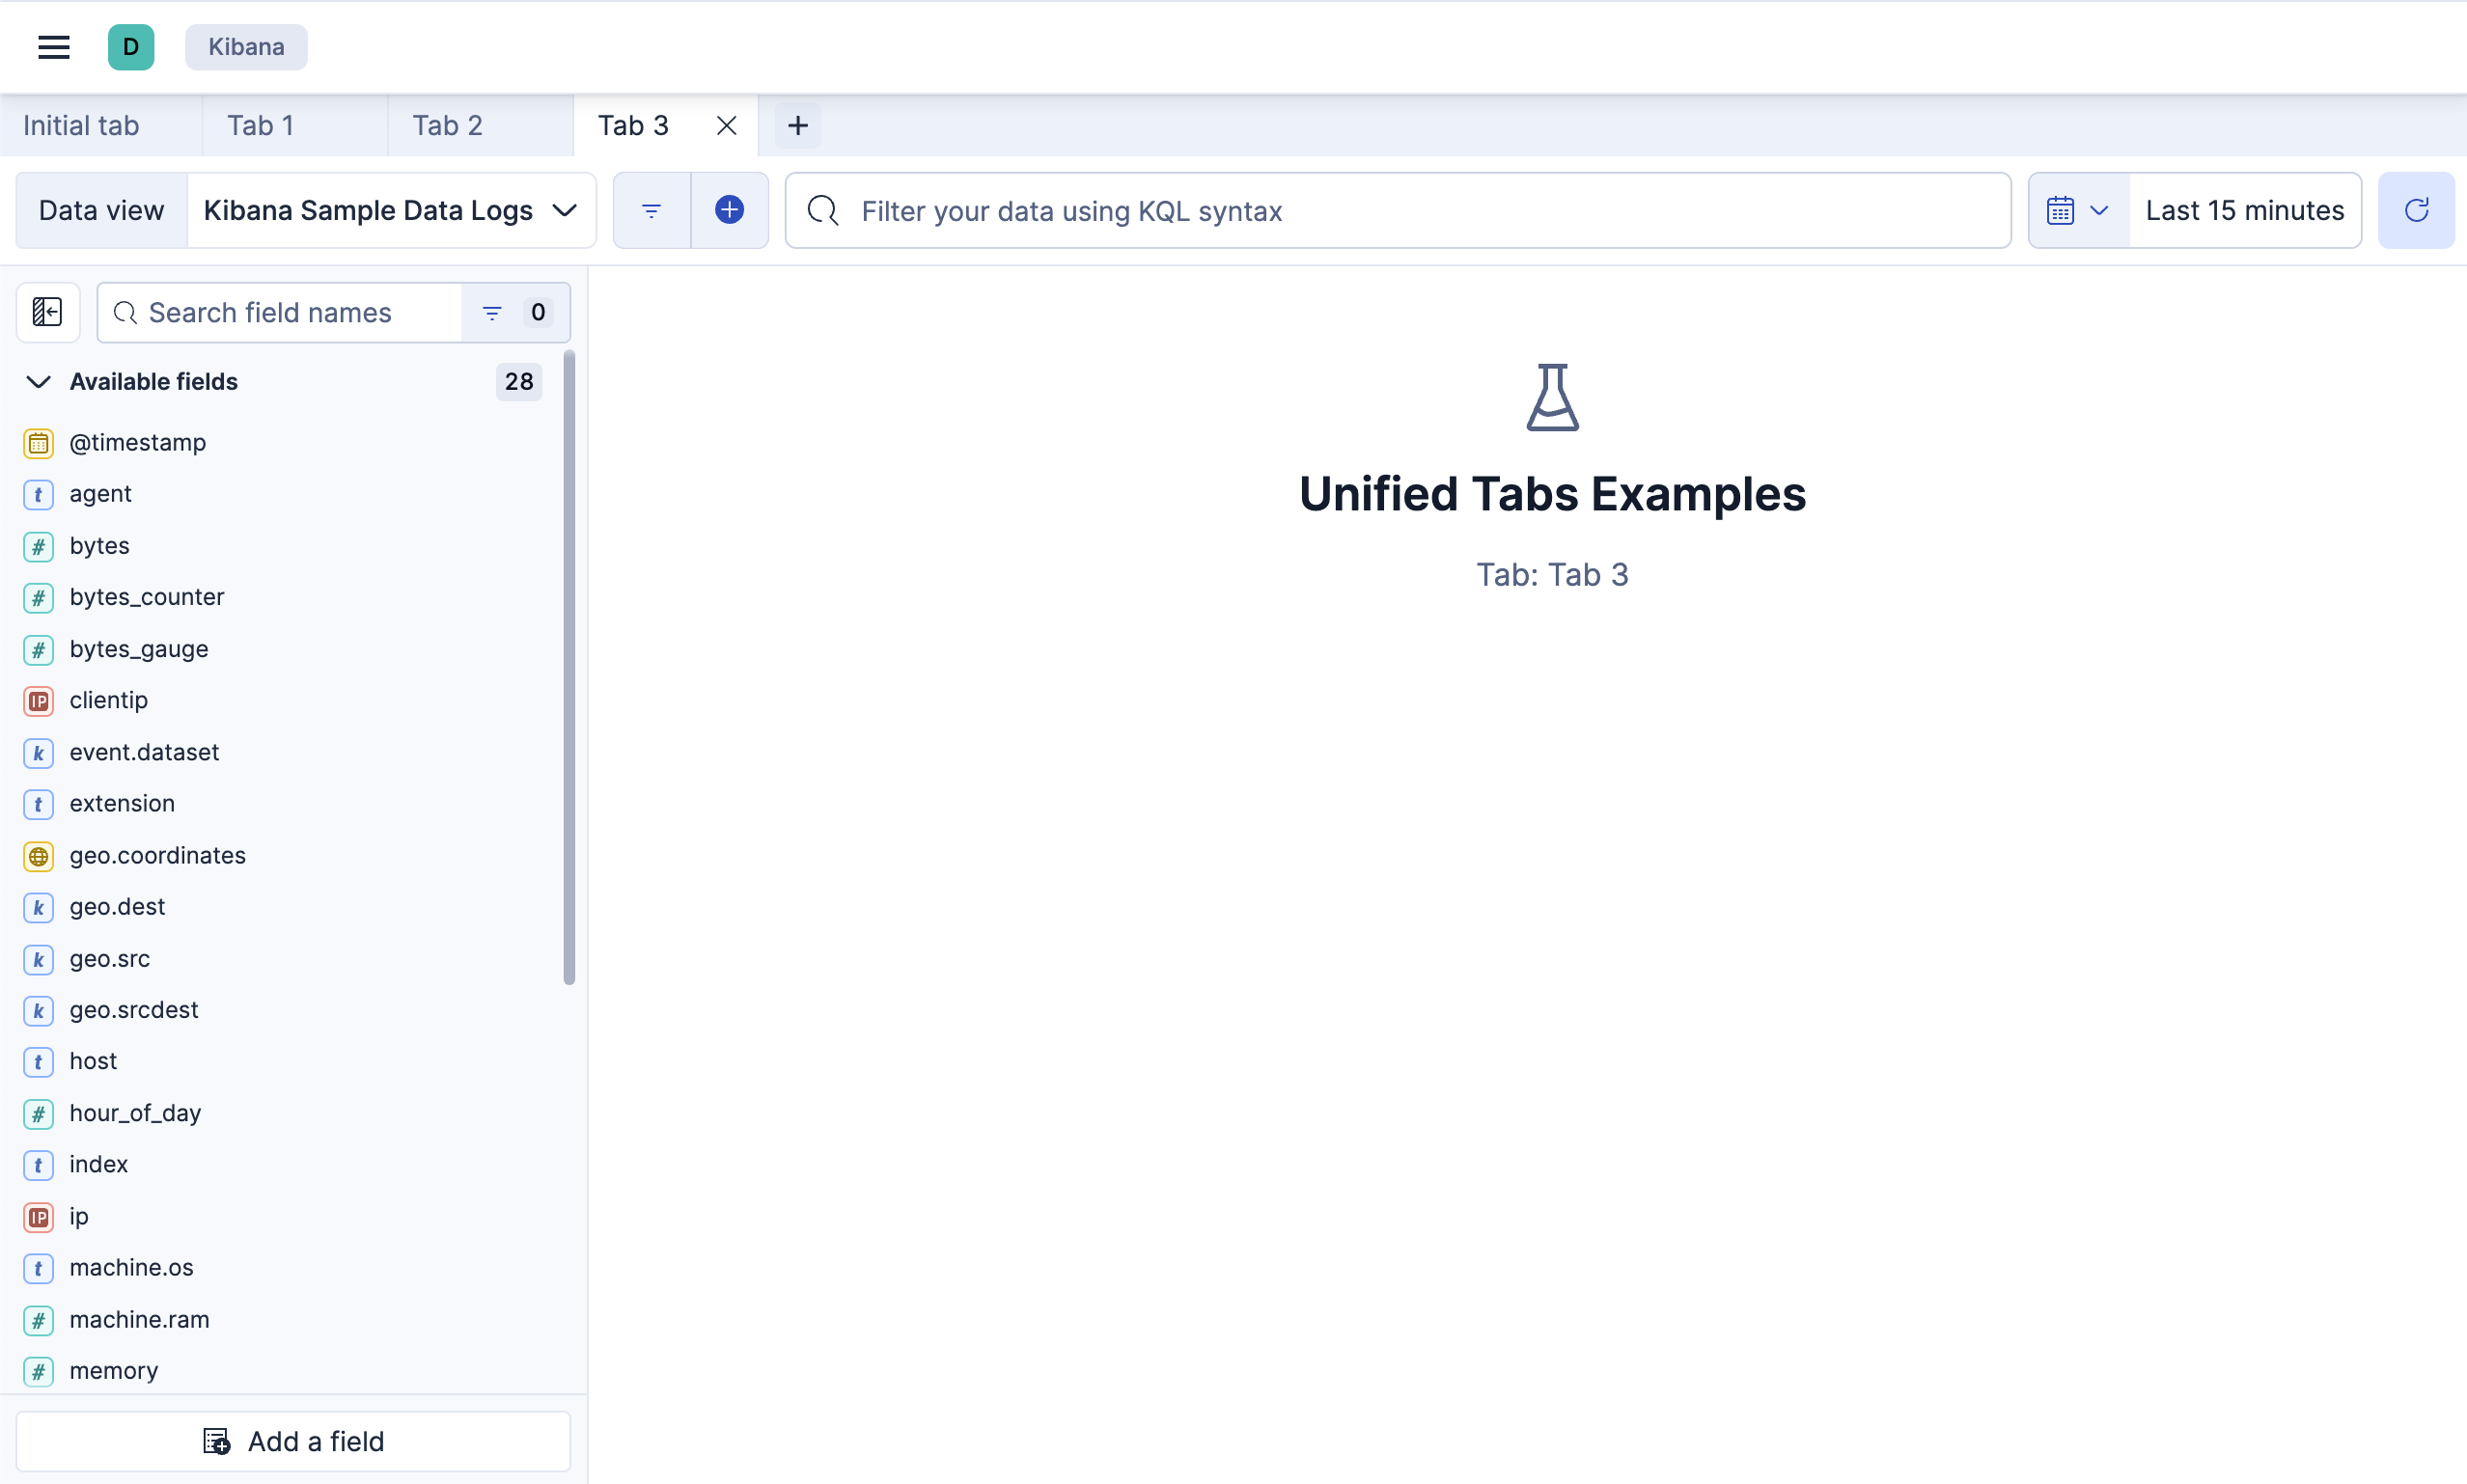 D Kibana
Initial tab Tab 1 Tab 2 Tab 3
Data view Kibana Sample Data Logs Filter your data using KQL syntax Last 15 minutes
Search field names 0
Available fields 28
@timestamp
t agent
# bytes
# bytes_counter
# bytes_gauge
IP clientip
k event.dataset
t extension
geo.coordinates
k geo.dest
k geo.src
k geo.srcdest
t host
# hour_of_day
t index
IP ip
t machine.os
# machine.ram
# memory
Add a field
Unified Tabs Examples
Tab: Tab 3